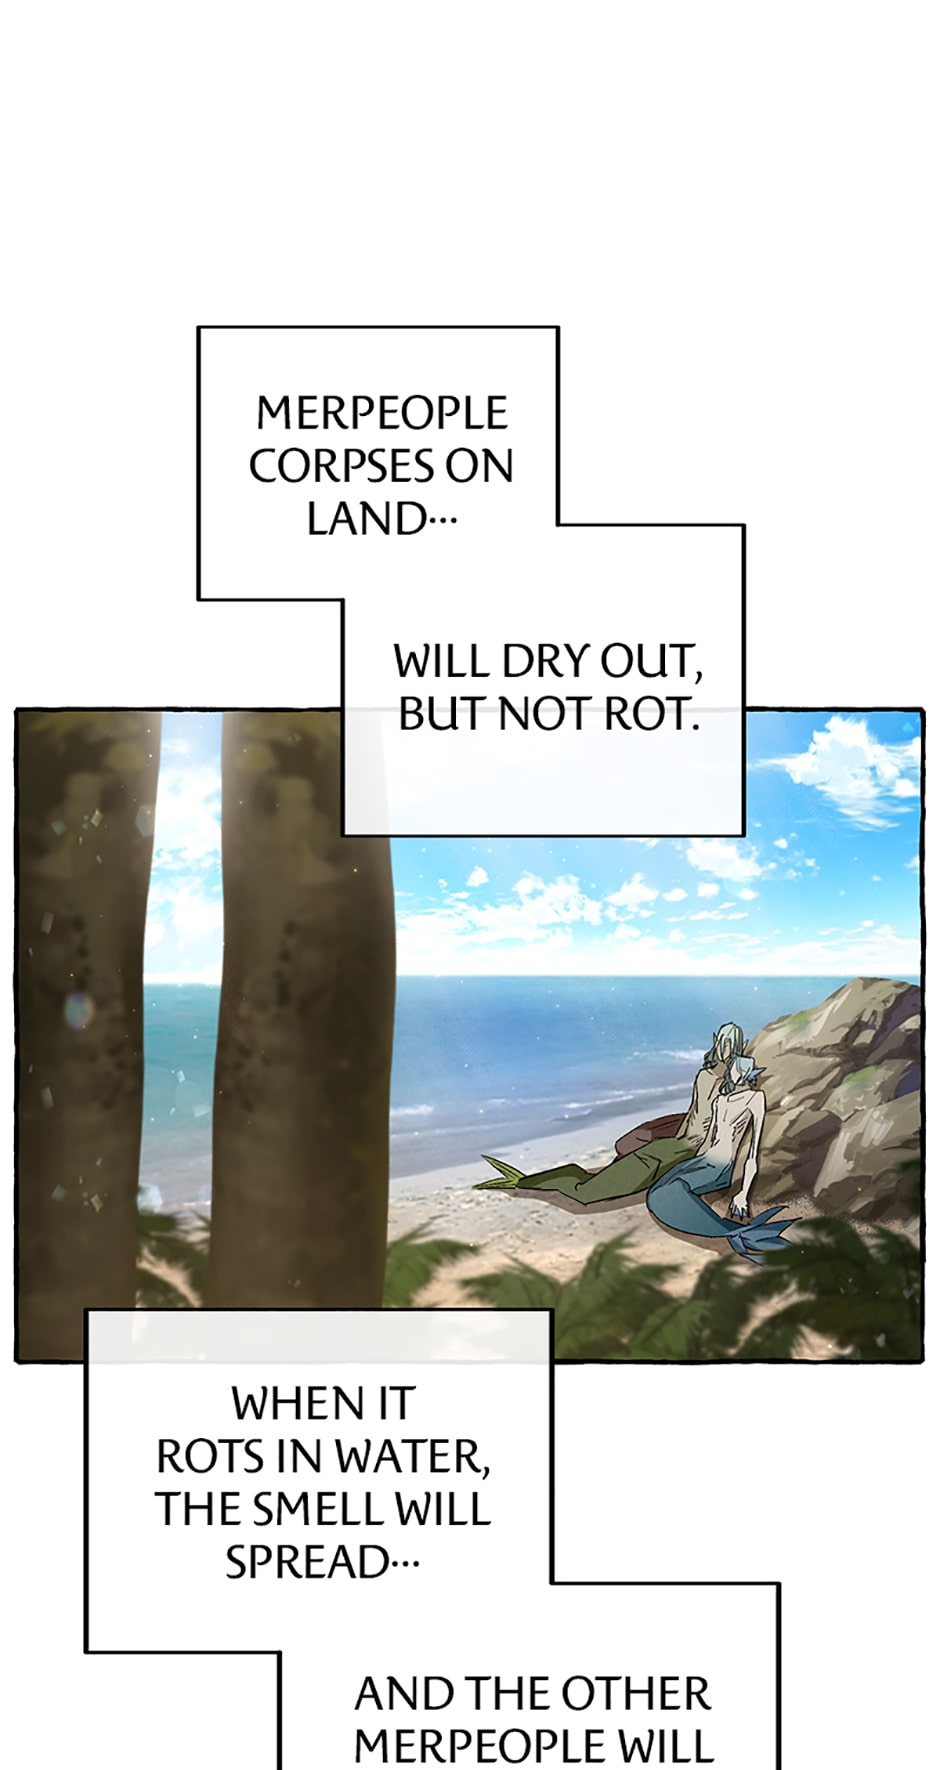 MERPEOPLE
CORPSES ON
LAND…
WILL DRY OUT,
BUT NOT ROT.
WHEN IT
ROTS IN WATER,
THE SMELL WILL
SPREAD…
AND THE OTHER
MERPEOPLE WILL